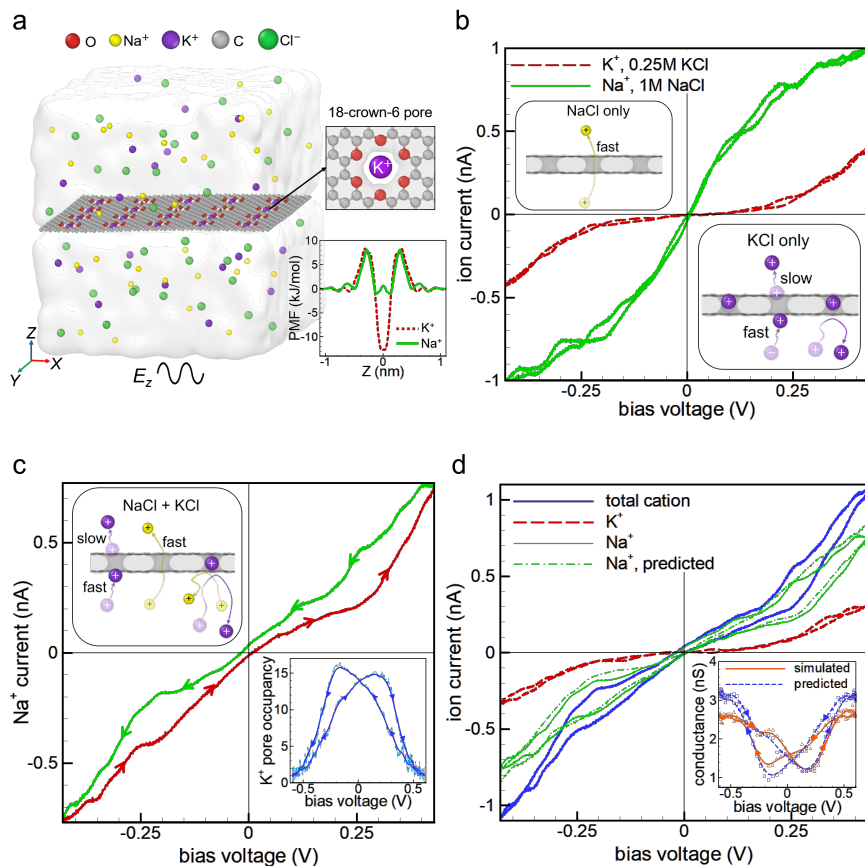 a
O Na⁺ K⁺ C Cl⁻
18-crown-6 pore
K⁺
PMF (kJ/mol)
10
5
0
-5
-10
K⁺
Na⁺
-1 0 1
Z (nm)
Z
X
Y
E_z
b
K⁺, 0.25M KCl
Na⁺, 1M NaCl
NaCl only
fast
KCl only
slow
fast
ion current (nA)
1
0.5
0
-0.5
-1
-0.25 0 0.25
bias voltage (V)
c
NaCl + KCl
slow
fast
fast
Na⁺ current (nA)
0.5
0
-0.5
K⁺ pore occupancy
15
10
5
0
-0.5 0 0.5
bias voltage (V)
-0.25 0 0.25
bias voltage (V)
d
total cation
K⁺
Na⁺
Na⁺, predicted
ion current (nA)
1
0.5
0
-0.5
-1
simulated
predicted
conductance (nS)
4
3
2
1
-0.5 0 0.5
bias voltage (V)
-0.25 0 0.25
bias voltage (V)